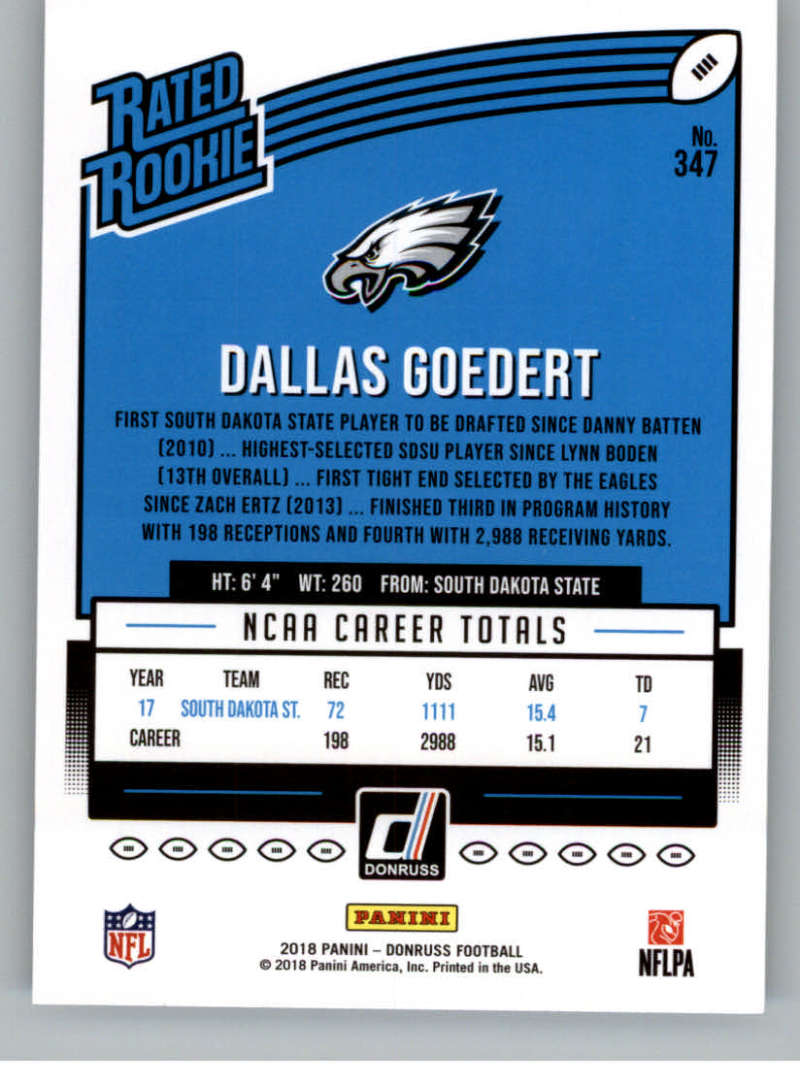 RATED
ROOKIE
No.
347
DALLAS GOEDERT
FIRST SOUTH DAKOTA STATE PLAYER TO BE DRAFTED SINCE DANNY BATTEN
(2010) ... HIGHEST-SELECTED SDSU PLAYER SINCE LYNN BODEN
(13TH OVERALL) ... FIRST TIGHT END SELECTED BY THE EAGLES
SINCE ZACH ERTZ (2013) ... FINISHED THIRD IN PROGRAM HISTORY
WITH 198 RECEPTIONS AND FOURTH WITH 2,988 RECEIVING YARDS.
HT: 6' 4" WT: 260 FROM: SOUTH DAKOTA STATE
NCAA CAREER TOTALS
YEAR TEAM REC YDS AVG TD
17 SOUTH DAKOTA ST. 72 1111 15.4 7
CAREER 198 2988 15.1 21
d
DONRUSS
NFL
PANINI
2018 PANINI – DONRUSS FOOTBALL
© 2018 Panini America, Inc. Printed in the USA.
NFLPA